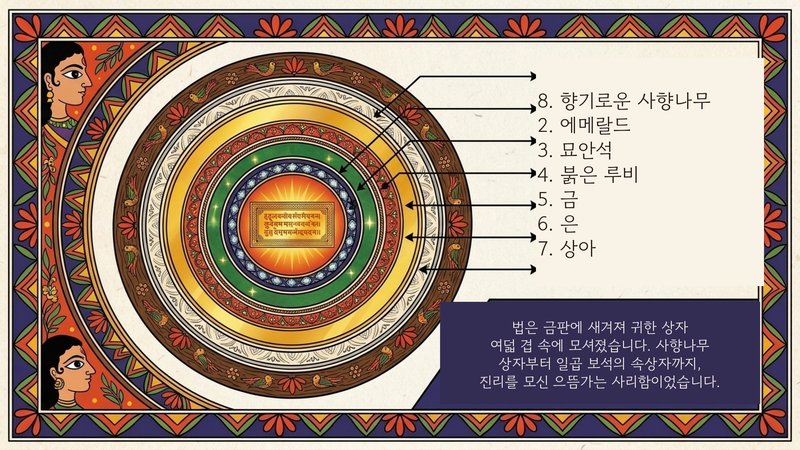 8. 향기로운 사향나무
2. 에메랄드
3. 묘안석
4. 붉은 루비
5. 금
6. 은
7. 상아
법은 금판에 새겨져 귀한 상자
여덟 겹 속에 모셔졌습니다. 사향나무
상자부터 일곱 보석의 속상자까지,
진리를 모신 으뜸가는 사리함이었습니다.